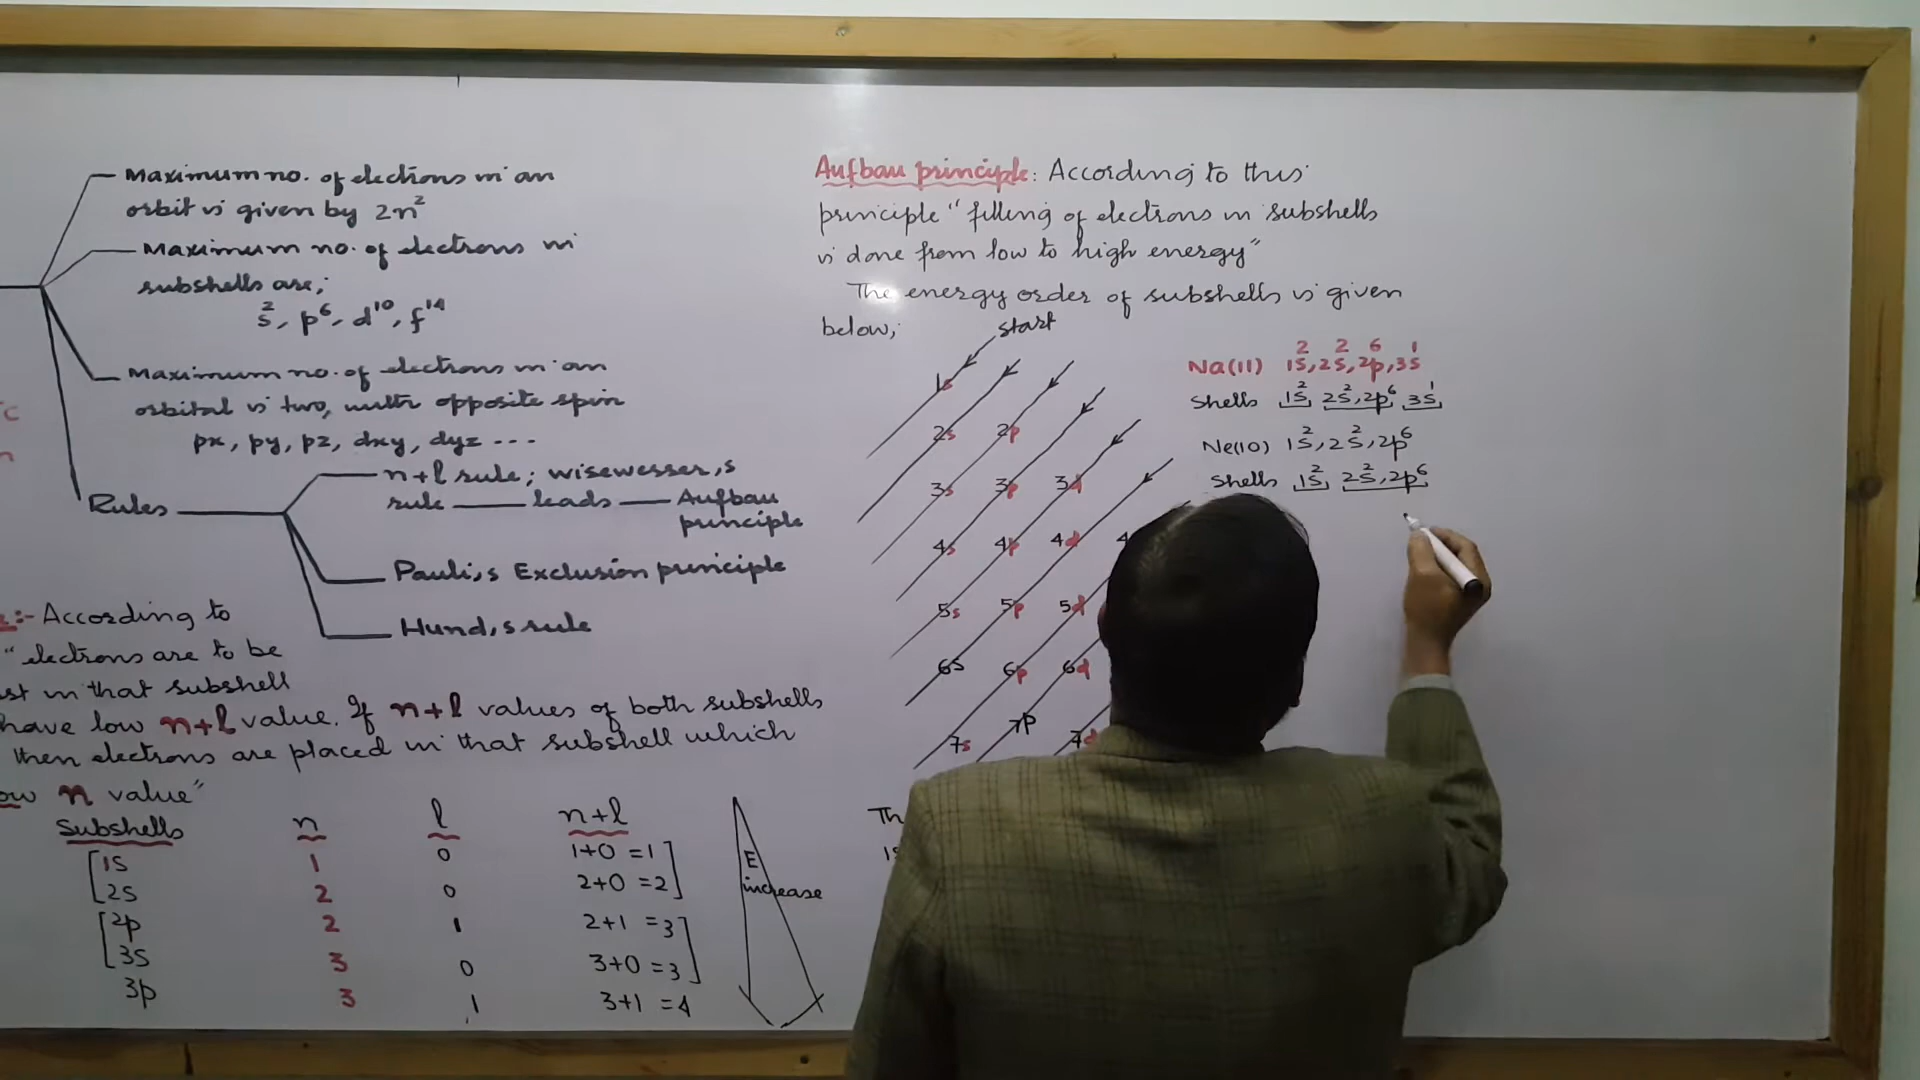 Maximum no. of electrons in an
orbit is given by 2n²
Maximum no. of electrons in
subshells are;
s², p⁶, d¹⁰, f¹⁴
Maximum no. of electrons in an
orbital is two, with opposite spin
px, py, pz, dxy, dyz ---
Rules
n+l rule; wisewesser,s
rule — leads — Aufbau
principle
Pauli,s Exclusion principle
Hund,s rule
:- According to
"electrons are to be
in that subshell
have low n+l value. If n+l values of both subshells
then electrons are placed in that subshell which
n value"
Subshells n l n+l
1s 1 0 1+0 =1
2s 2 0 2+0 =2
2p 2 1 2+1 =3
3s 3 0 3+0 =3
3p 3 1 3+1 =4
E
increase
Aufbau principle: According to this
principle "filling of electrons in subshells
is done from low to high energy"
The energy order of subshells is given
below;
start
1s
2s 2p
3s 3p 3d
4s 4p 4d 4
5s 5p 5d
6s 6p 6d
7s 7p 7d
Na(11) 1s², 2s², 2p⁶, 3s¹
Shells 1s², 2s², 2p⁶, 3s¹
Ne(10) 1s², 2s², 2p⁶
Shells 1s², 2s², 2p⁶